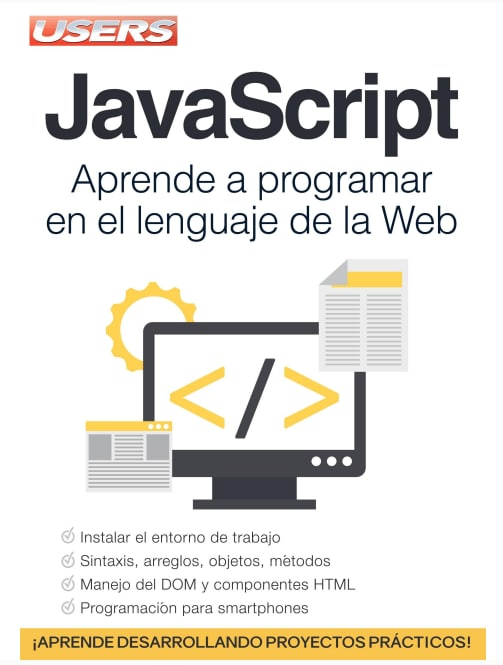 USERS
JavaScript
Aprende a programar
en el lenguaje de la Web
</>
Instalar el entorno de trabajo
Sintaxis, arreglos, objetos, métodos
Manejo del DOM y componentes HTML
Programación para smartphones
¡APRENDE DESARROLLANDO PROYECTOS PRÁCTICOS!